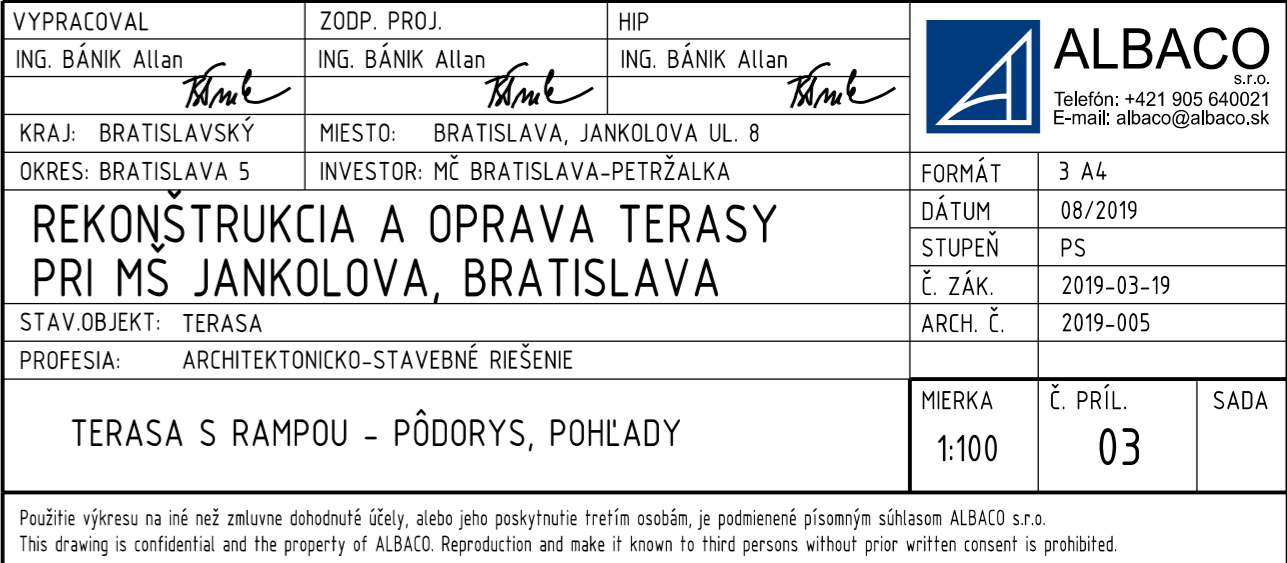 VYPRACOVAL ZODP. PROJ. HIP
ING. BÁNIK Allan ING. BÁNIK Allan ING. BÁNIK Allan
ALBACO
s.r.o.
Telefón: +421 905 640021
E-mail: albaco@albaco.sk
KRAJ: BRATISLAVSKÝ MIESTO: BRATISLAVA, JANKOLOVA UL. 8
OKRES: BRATISLAVA 5 INVESTOR: MČ BRATISLAVA-PETRŽALKA
FORMÁT 3 A4
REKONŠTRUKCIA A OPRAVA TERASY
PRI MŠ JANKOLOVA, BRATISLAVA
DÁTUM 08/2019
STUPEŇ PS
Č. ZÁK. 2019-03-19
STAV.OBJEKT: TERASA
ARCH. Č. 2019-005
PROFESIA: ARCHITEKTONICKO-STAVEBNÉ RIEŠENIE
TERASA S RAMPOU - PÔDORYS, POHĽADY
MIERKA Č. PRÍL. SADA
1:100 03
Použitie výkresu na iné než zmluvne dohodnuté účely, alebo jeho poskytnutie tretím osobám, je podmienené písomným súhlasom ALBACO s.r.o.
This drawing is confidential and the property of ALBACO. Reproduction and make it known to third persons without prior written consent is prohibited.